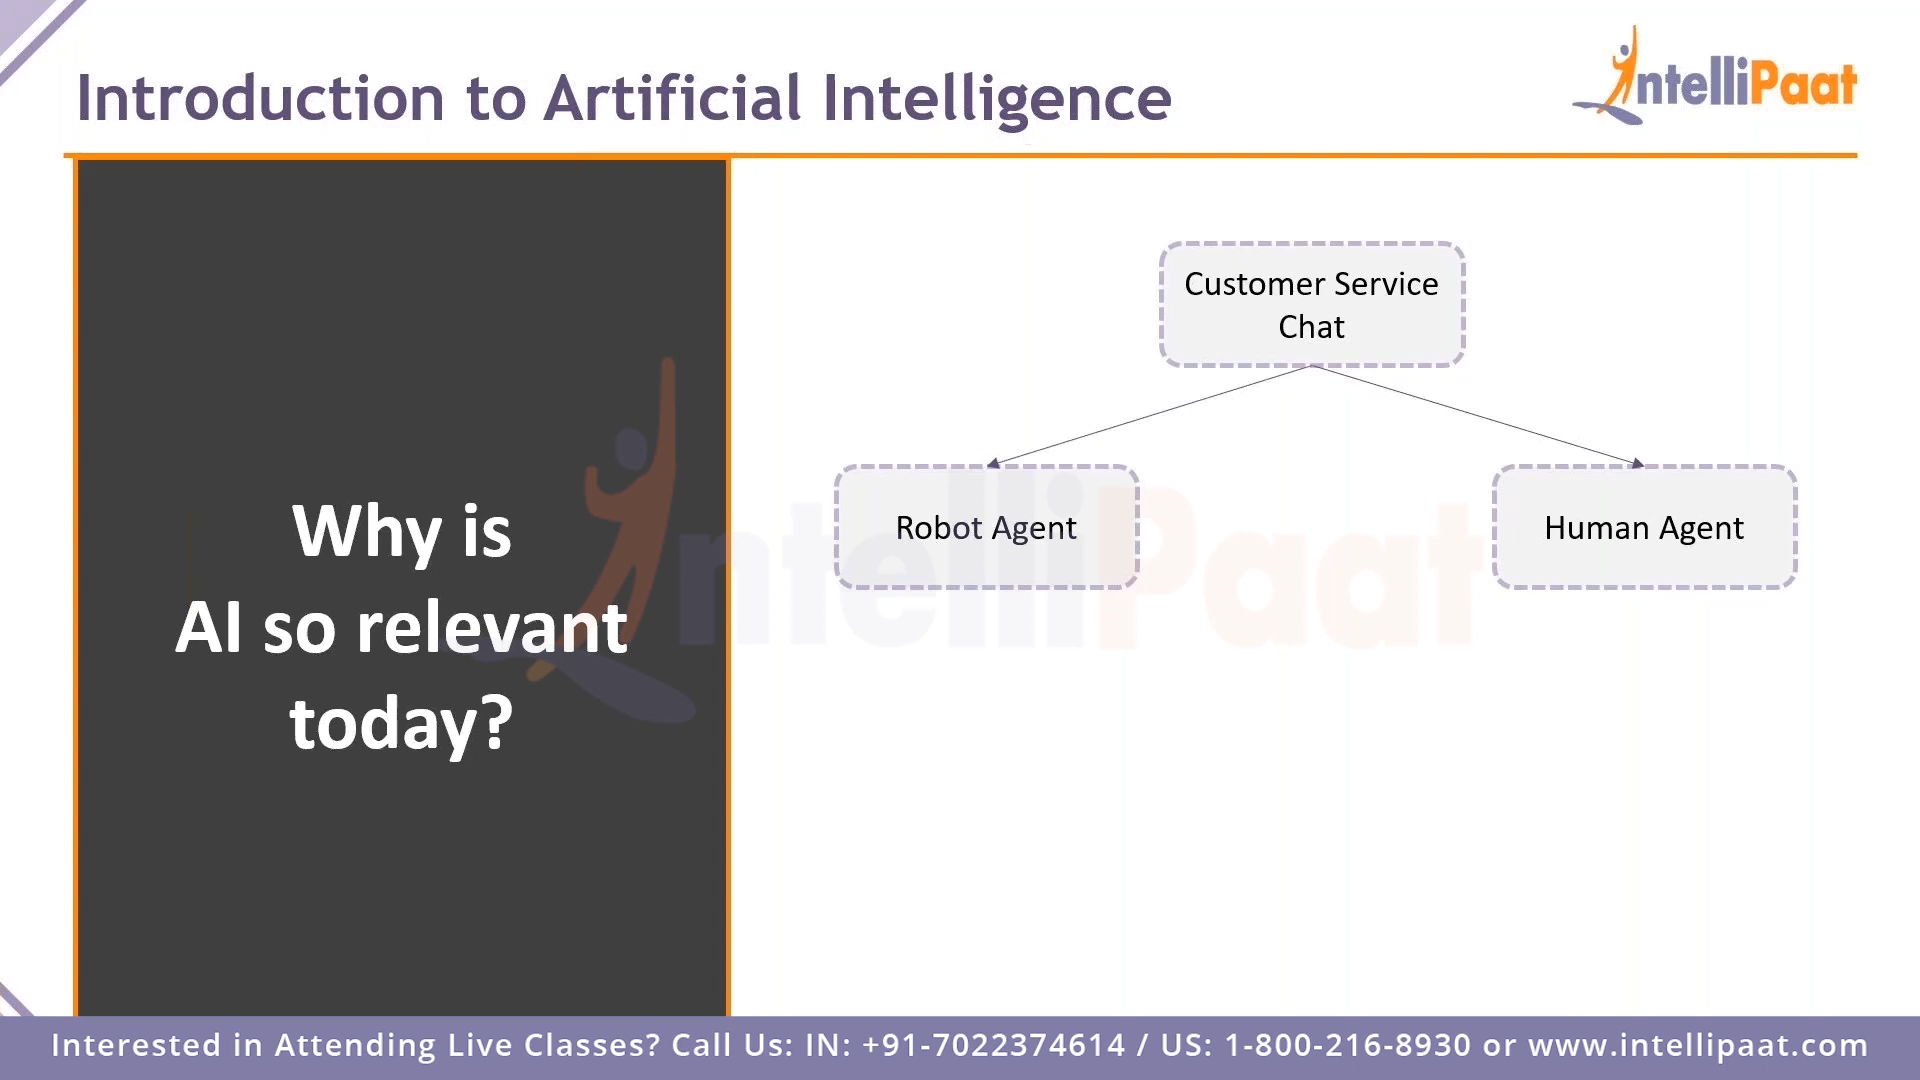 Introduction to Artificial Intelligence
IntelliPaat
Why is
AI so relevant
today?
Customer Service
Chat
Robot Agent
Human Agent
IntelliPaat
Interested in Attending Live Classes? Call Us: IN: +91-7022374614 / US: 1-800-216-8930 or www.intellipaat.com